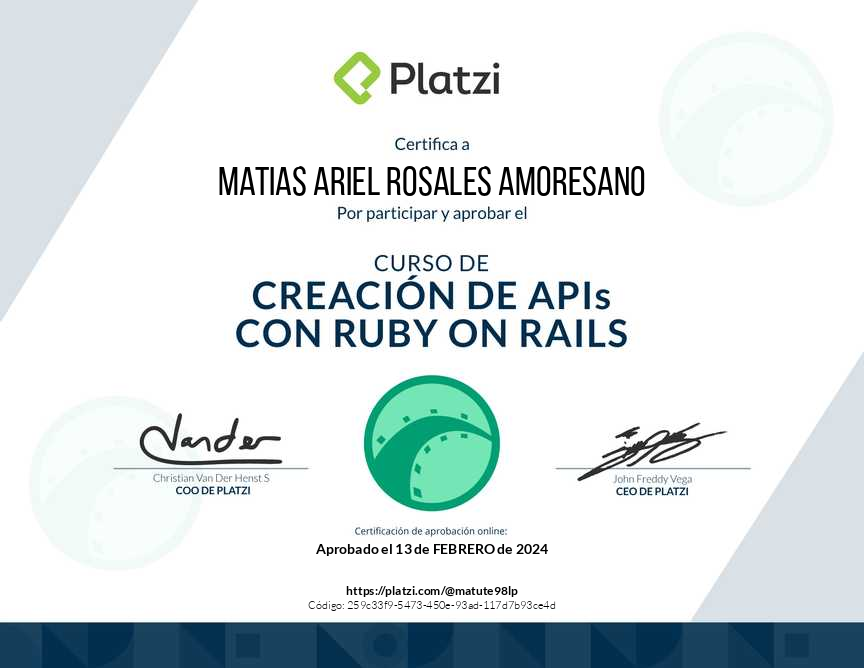 Platzi
Certifica a
MATIAS ARIEL ROSALES AMORESANO
Por participar y aprobar el
CURSO DE
CREACIÓN DE APIs
CON RUBY ON RAILS
Vander
Christian Van Der Henst S
COO DE PLATZI
John Freddy Vega
CEO DE PLATZI
Certificación de aprobación online:
Aprobado el 13 de FEBRERO de 2024
https://platzi.com/@matute98lp
Código: 259c33f9-5473-450e-93ad-117d7b93ce4d